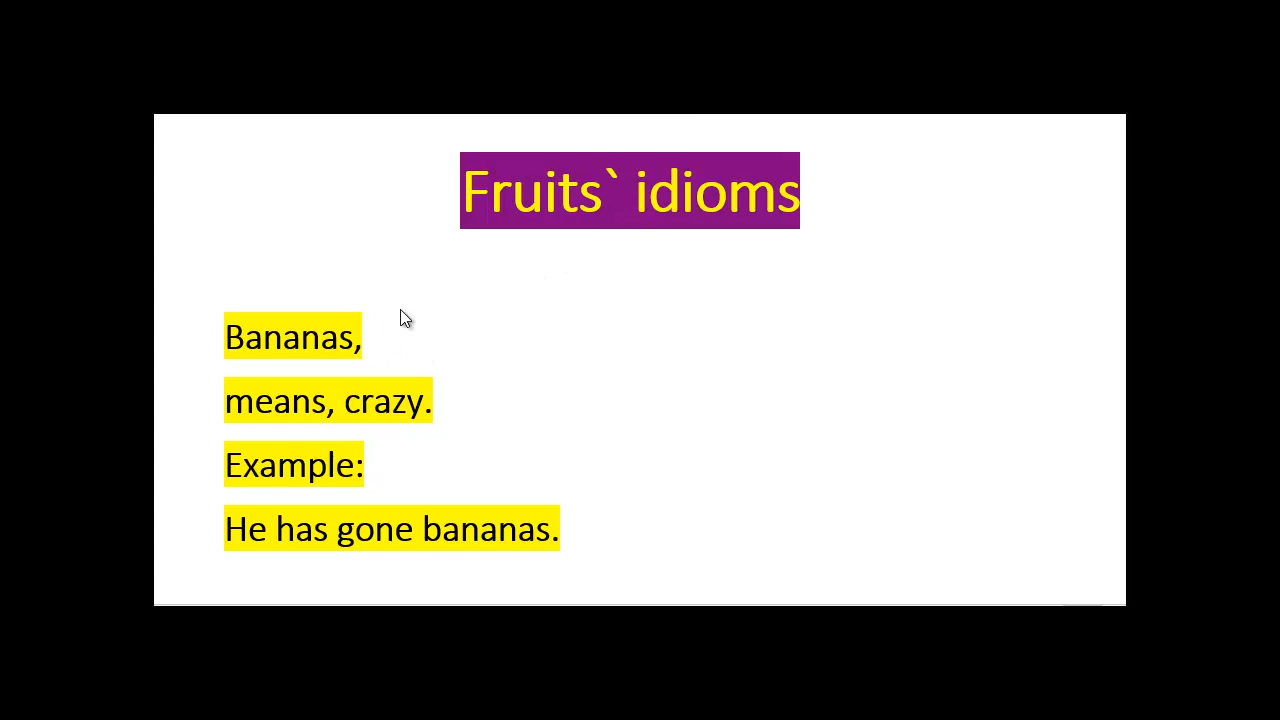 Fruits` idioms
Bananas,
means, crazy.
Example:
He has gone bananas.